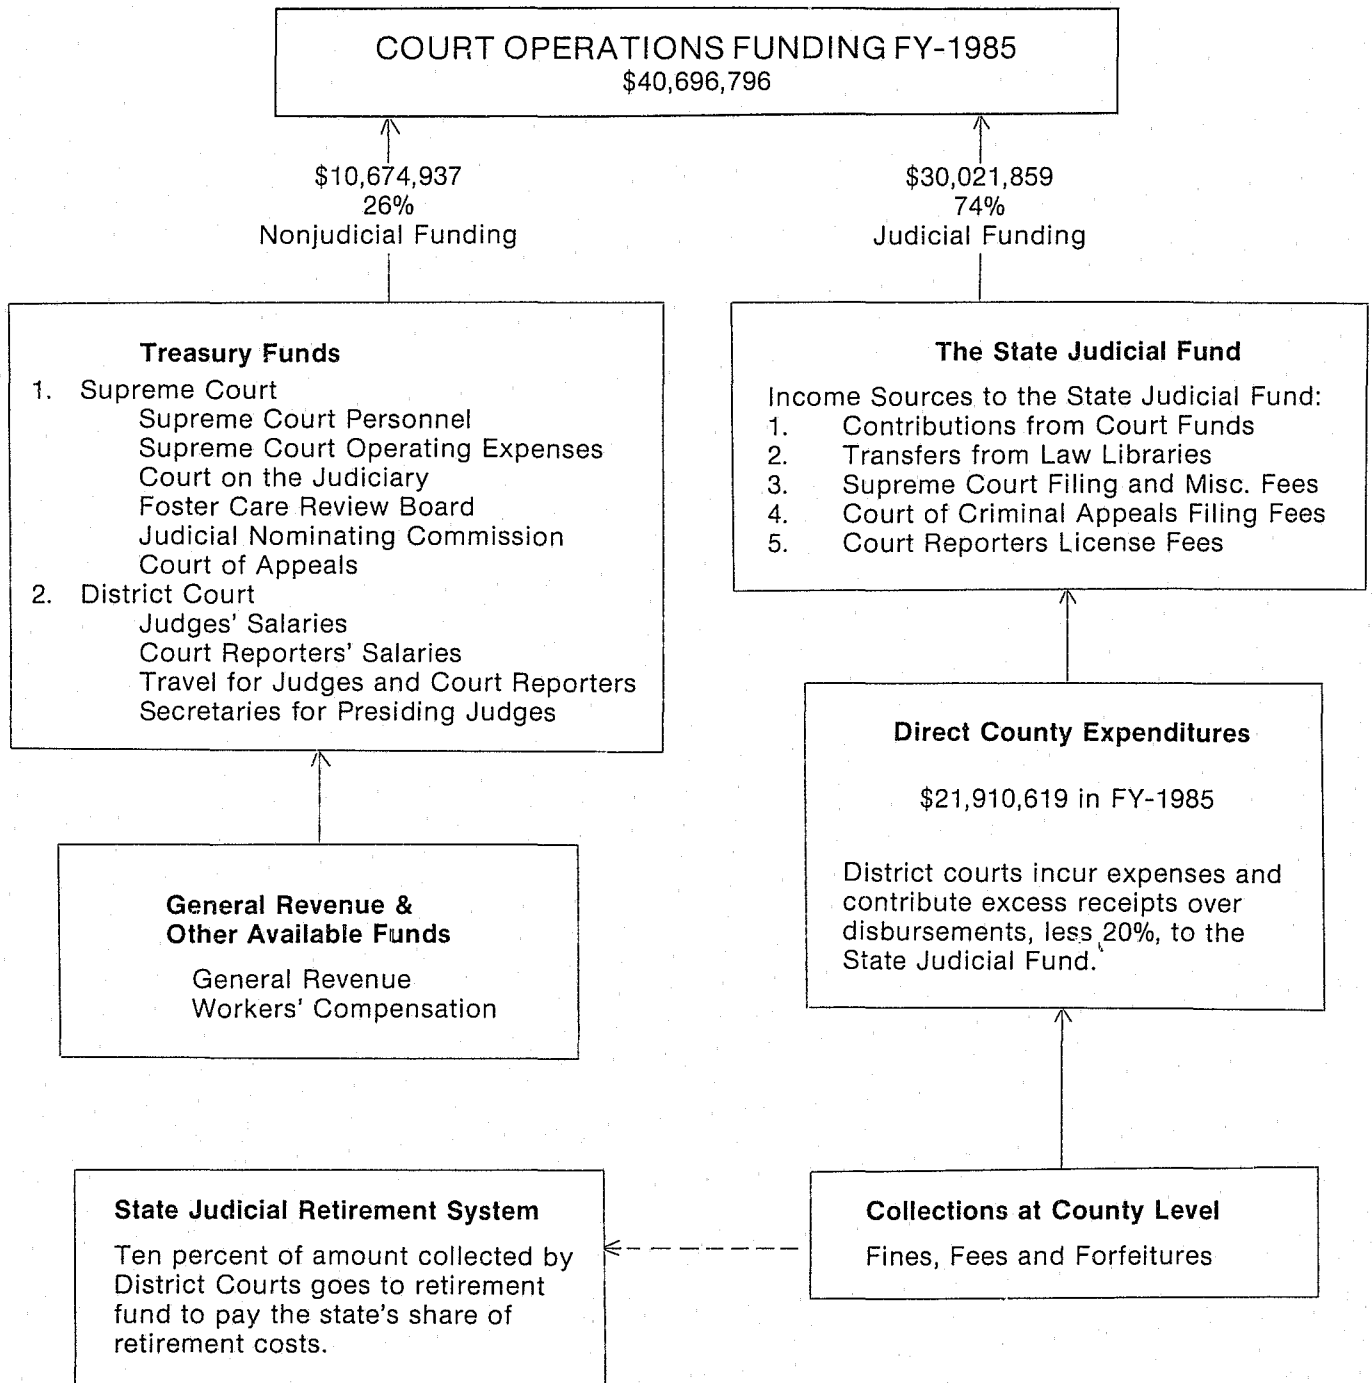 COURT OPERATIONS FUNDING FY-1985
$40,696,796
$10,674,937
26%
Nonjudicial Funding
$30,021,859
74%
Judicial Funding
Treasury Funds
1. Supreme Court
Supreme Court Personnel
Supreme Court Operating Expenses
Court on the Judiciary
Foster Care Review Board
Judicial Nominating Commission
Court of Appeals
2. District Court
Judges' Salaries
Court Reporters' Salaries
Travel for Judges and Court Reporters
Secretaries for Presiding Judges
The State Judicial Fund
Income Sources to the State Judicial Fund:
1. Contributions from Court Funds
2. Transfers from Law Libraries
3. Supreme Court Filing and Misc. Fees
4. Court of Criminal Appeals Filing Fees
5. Court Reporters License Fees
Direct County Expenditures
$21,910,619 in FY-1985
District courts incur expenses and
contribute excess receipts over
disbursements, less 20%, to the
State Judicial Fund.
General Revenue &
Other Available Funds
General Revenue
Workers' Compensation
State Judicial Retirement System
Ten percent of amount collected by
District Courts goes to retirement
fund to pay the state's share of
retirement costs.
Collections at County Level
Fines, Fees and Forfeitures